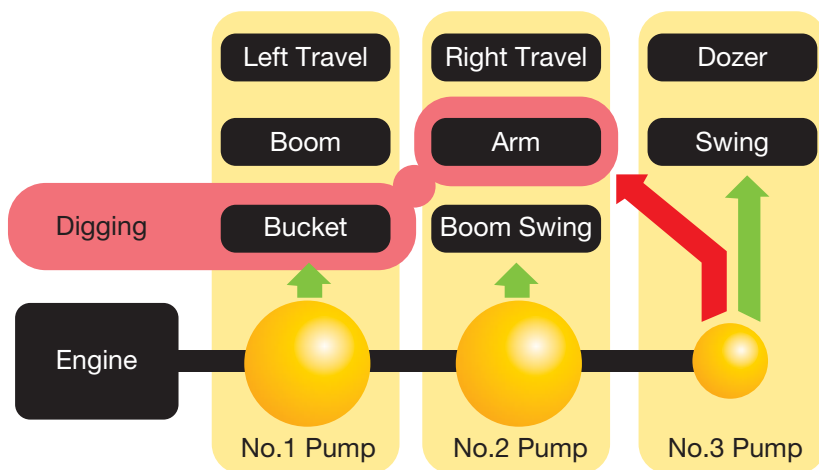 Left Travel
Right Travel
Dozer
Boom
Arm
Swing
Digging
Bucket
Boom Swing
Engine
No.1 Pump
No.2 Pump
No.3 Pump